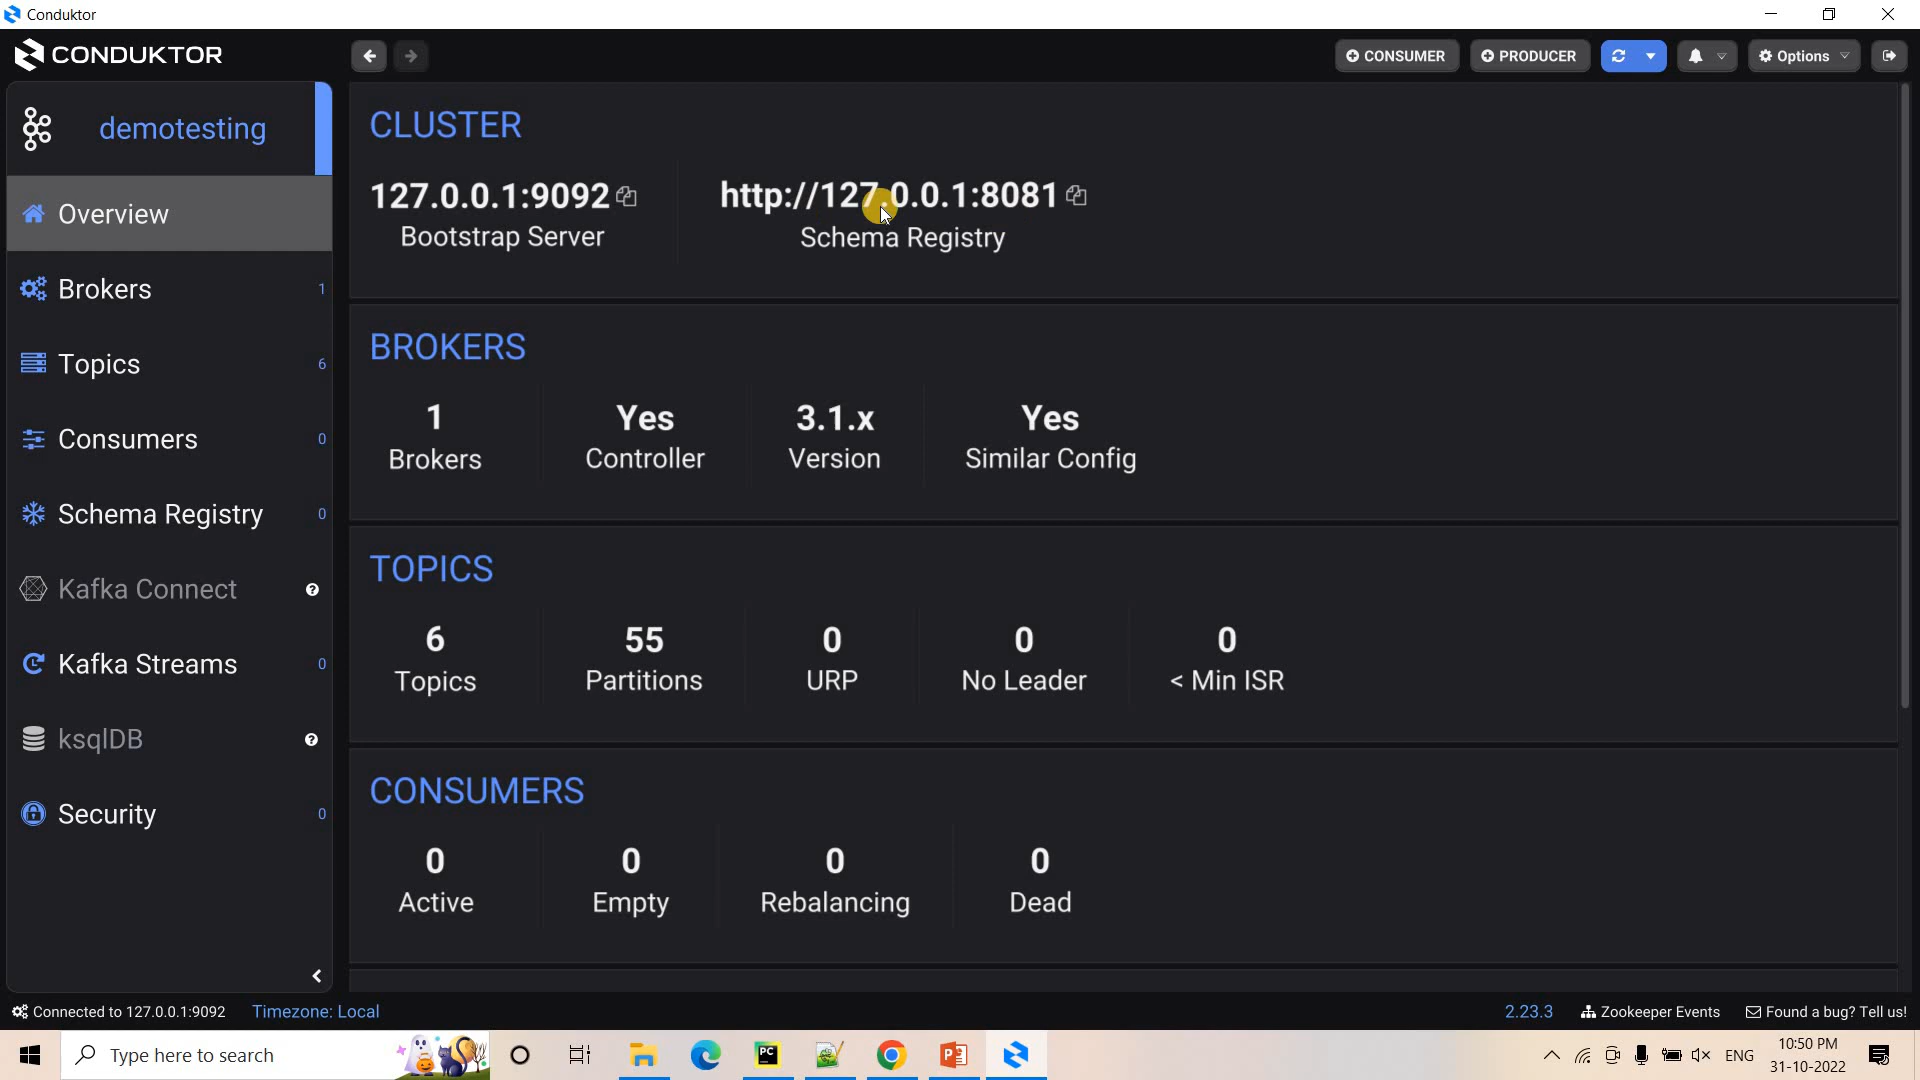 Conduktor
CONDUKTOR
CONSUMER
PRODUCER
Options
demotesting
Overview
Brokers 1
Topics 6
Consumers 0
Schema Registry 0
Kafka Connect ?
Kafka Streams 0
ksqlDB ?
Security 0
CLUSTER
127.0.0.1:9092
Bootstrap Server
http://127.0.0.1:8081
Schema Registry
BROKERS
1 Yes 3.1.x Yes
Brokers Controller Version Similar Config
TOPICS
6 55 0 0 0
Topics Partitions URP No Leader < Min ISR
CONSUMERS
0 0 0 0
Active Empty Rebalancing Dead
Connected to 127.0.0.1:9092 Timezone: Local 2.23.3 Zookeeper Events Found a bug? Tell us!
Type here to search
PC
ENG
10:50 PM
31-10-2022